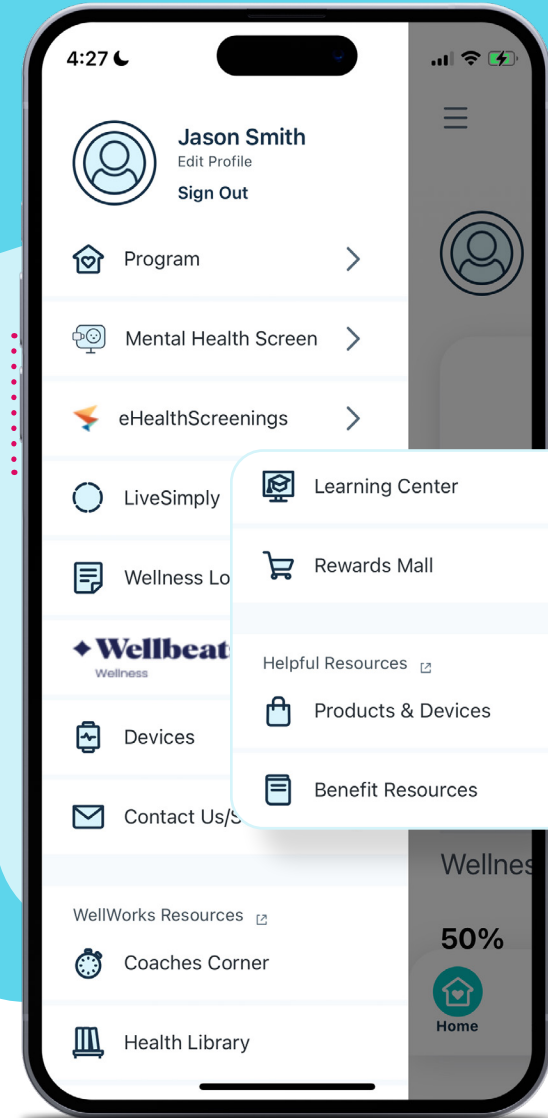 4:27
Jason Smith
Edit Profile
Sign Out
Program
Mental Health Screen
eHealthScreenings
LiveSimply
Wellness Lo
Wellbeat
Wellness
Devices
Contact Us/S
WellWorks Resources
Coaches Corner
Health Library
Learning Center
Rewards Mall
Helpful Resources
Products & Devices
Benefit Resources
Wellnes
50%
Home